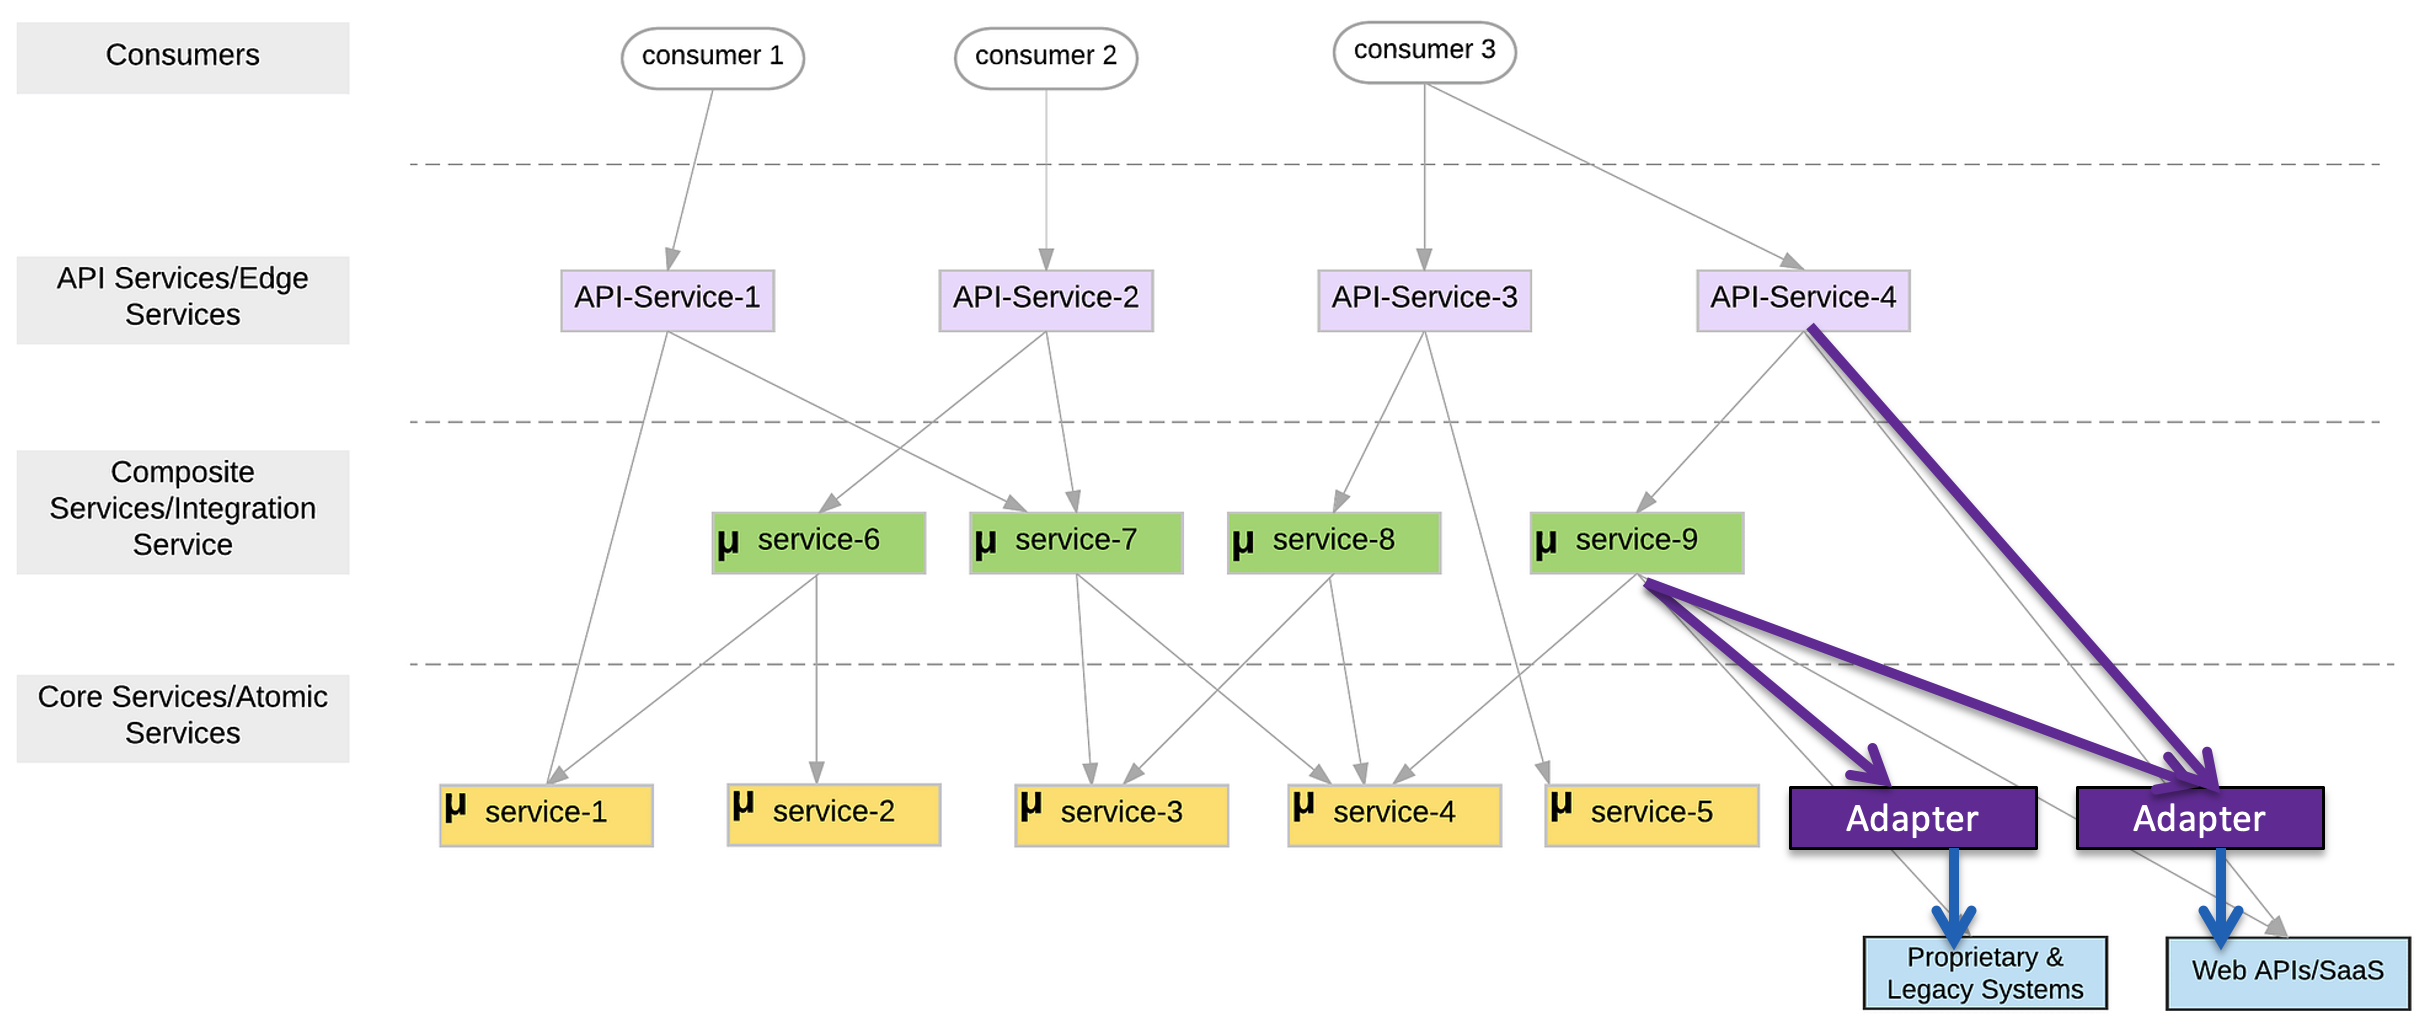 Consumers
consumer 1
consumer 2
consumer 3
API Services/Edge
Services
API-Service-1
API-Service-2
API-Service-3
API-Service-4
Composite
Services/Integration
Service
µ service-6
µ service-7
µ service-8
µ service-9
Core Services/Atomic
Services
µ service-1
µ service-2
µ service-3
µ service-4
µ service-5
Adapter
Adapter
Proprietary &
Legacy Systems
Web APIs/SaaS